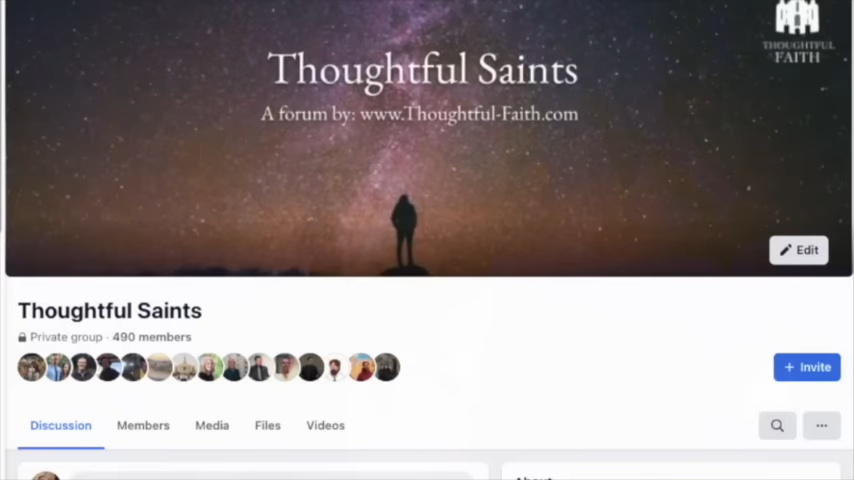 THOUGHTFUL
FAITH
Thoughtful Saints
A forum by: www.Thoughtful-Faith.com
Edit
Thoughtful Saints
Private group · 490 members
+ Invite
Discussion Members Media Files Videos